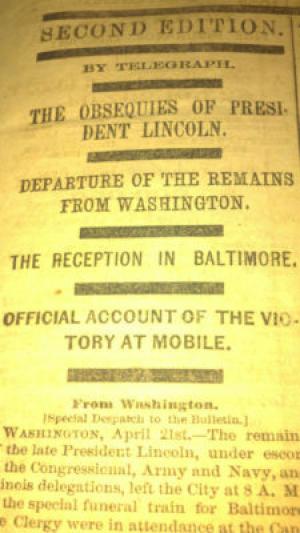 SECOND EDITION.
BY TELEGRAPH.
THE OBSEQUIES OF PRESI-
DENT LINCOLN.
DEPARTURE OF THE REMAINS
FROM WASHINGTON.
THE RECEPTION IN BALTIMORE.
OFFICIAL ACCOUNT OF THE VIC-
TORY AT MOBILE.
From Washington.
[Special Despatch to the Bulletin.]
WASHINGTON, April 21st.—The remain
the late President Lincoln, under escor
the Congressional, Army and Navy, an
inois delegations, left the City at 8 A. M
the special funeral train for Baltimor
e Clergy were in attendance at the Cap